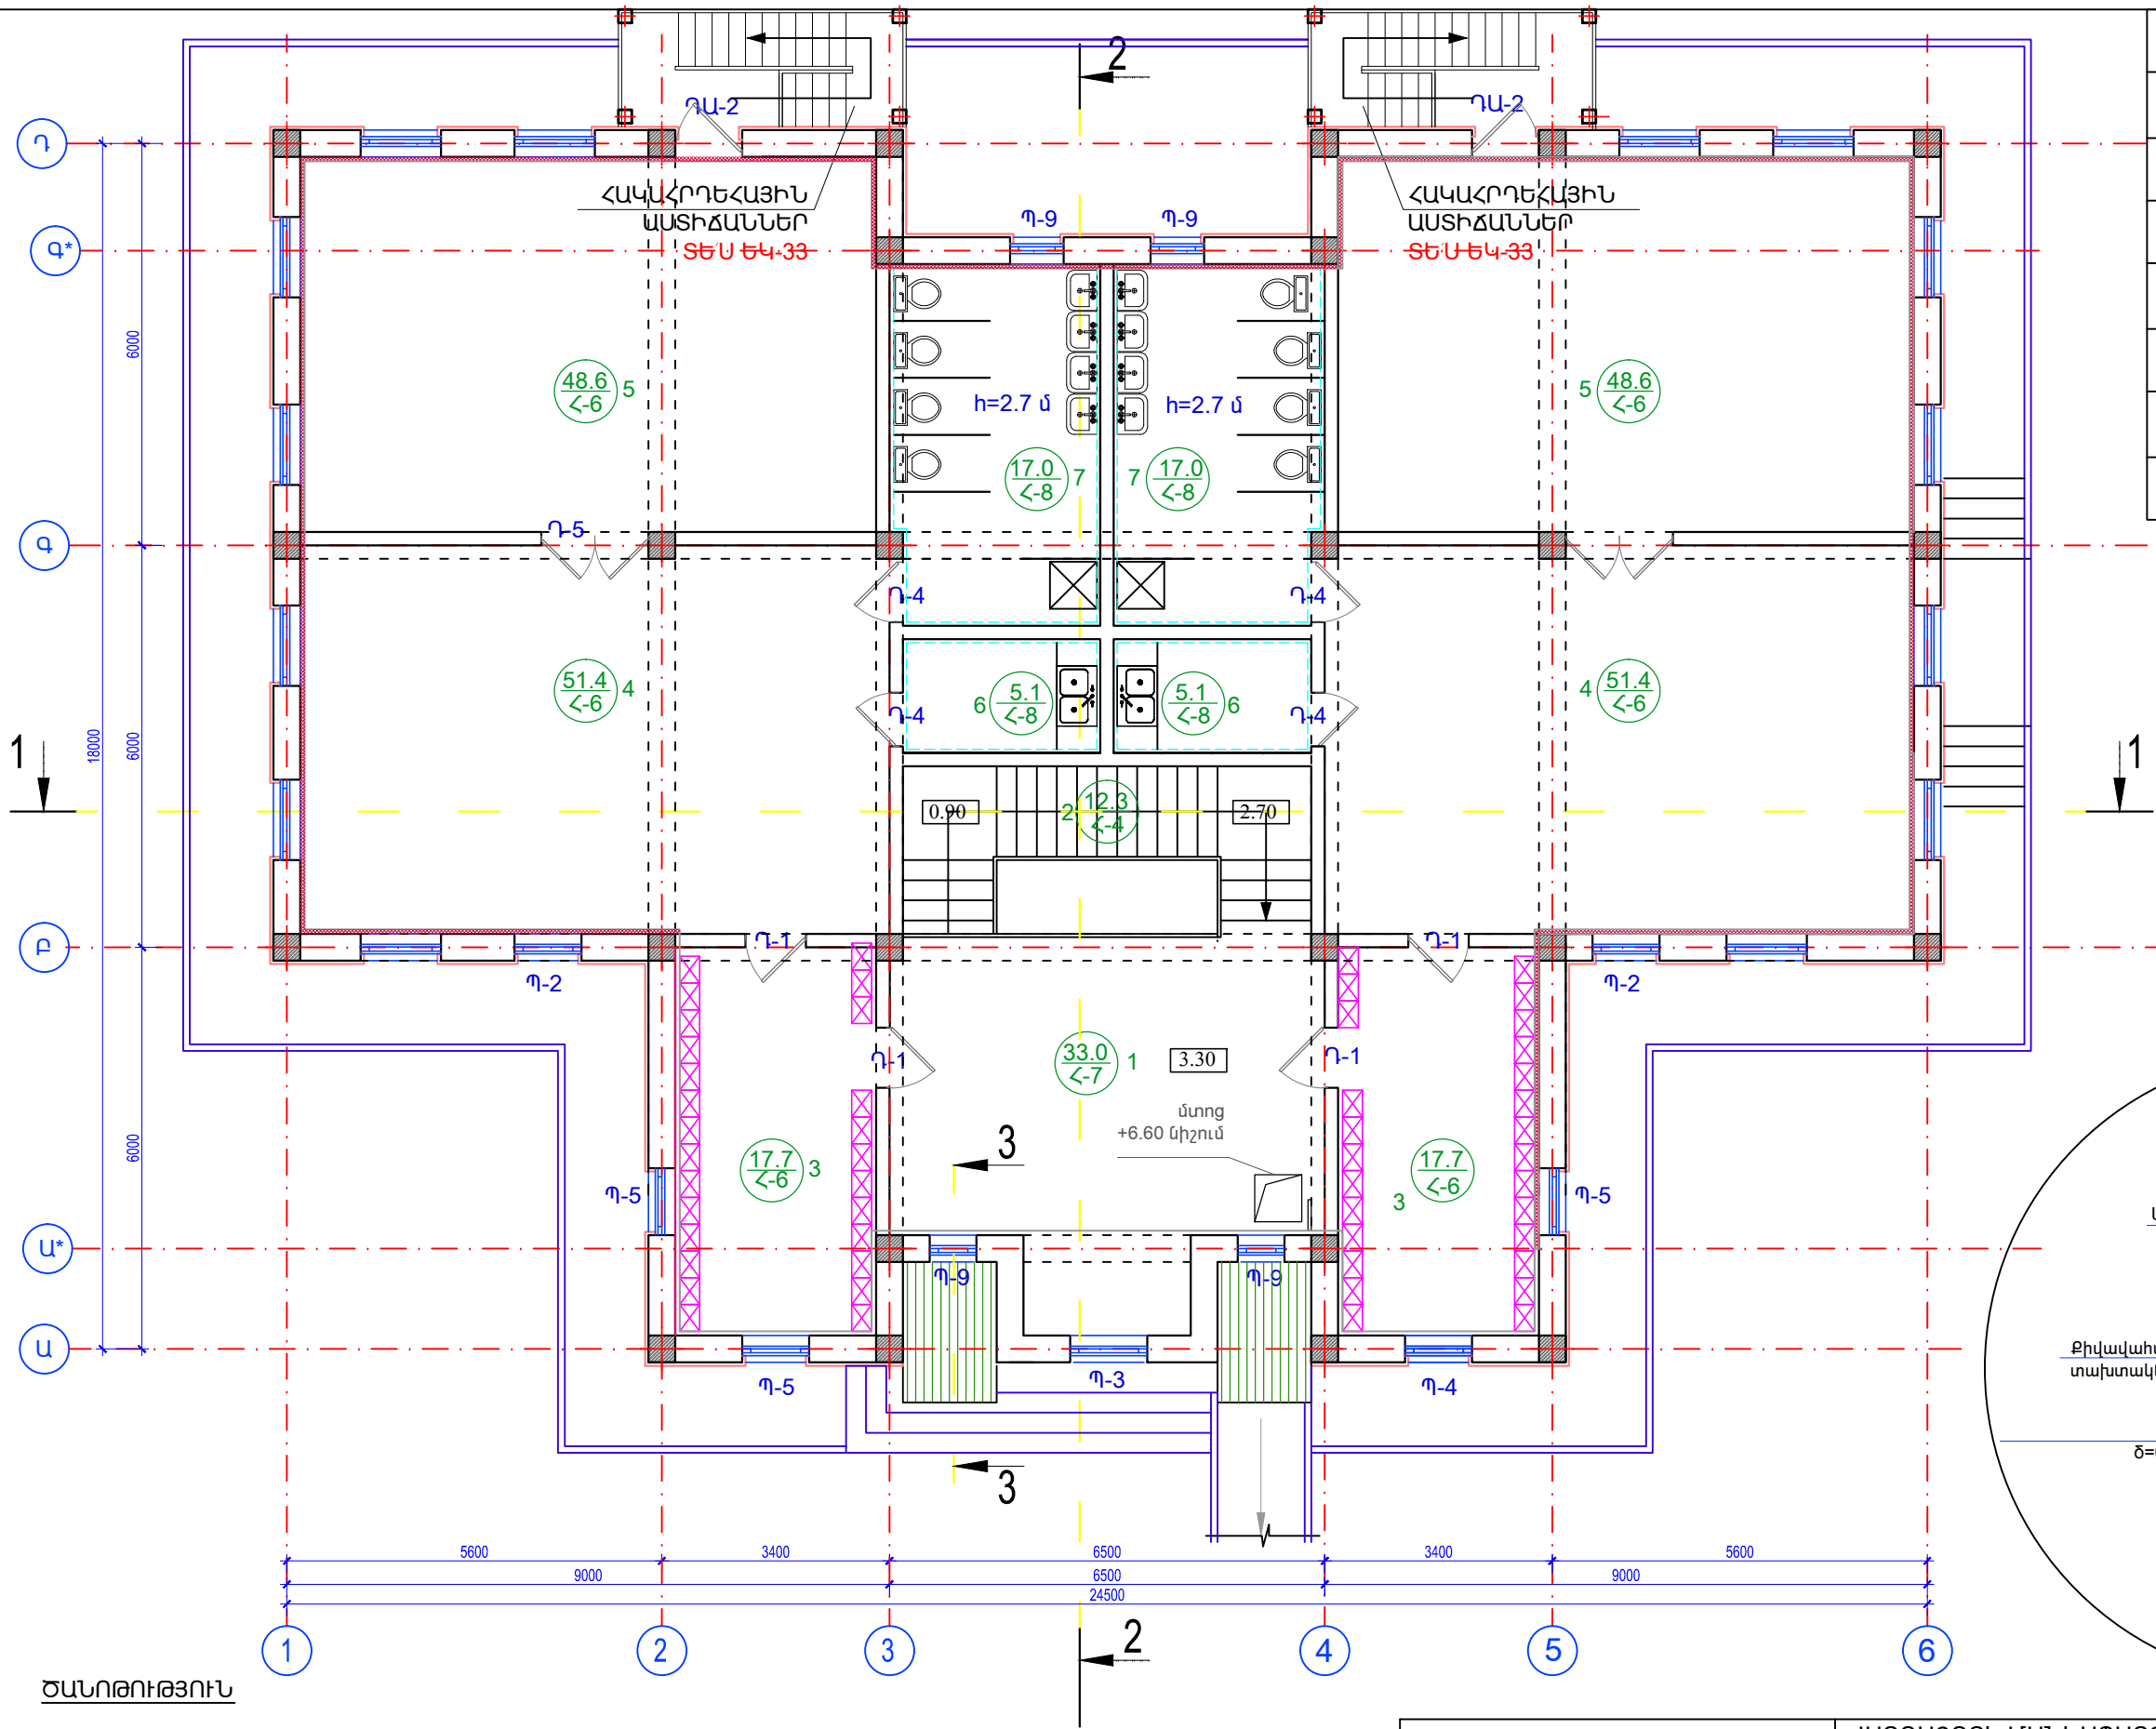 2
ԴԱ-2
ԴԱ-2
Դ
ՀԱԿԱՀՐԴԵՀԱՅԻՆ
ԱՍՏԻՃԱՆՆԵՐ
ՏԵՍ ԵԿ-33
ՀԱԿԱՀՐԴԵՀԱՅԻՆ
ԱՍՏԻՃԱՆՆԵՐ
ՏԵՍ ԵԿ-33
Պ-9
Պ-9
Գ*
6000
48.6
Հ-6
5
h=2.7 մ
h=2.7 մ
5
48.6
Հ-6
17.0
Հ-8
7
7
17.0
Հ-8
Գ
Դ-5
Դ-4
Դ-4
51.4
Հ-6
4
6
5.1
Հ-8
5.1
Հ-8
6
4
51.4
Հ-6
Դ-4
Դ-4
1
18000
6000
1
0.90
2
12.3
Հ-4
2.70
Բ
Դ-1
Դ-1
Պ-2
Պ-2
Դ-1
33.0
Հ-7
1
3.30
Դ-1
մտոց
+6.60 նիշում
6000
3
17.7
Հ-6
3
17.7
Հ-6
3
Պ-5
Պ-5
Ա*
Պ-9
Պ-9
Ա
Պ-5
Պ-3
Պ-4
3
5600
3400
6500
3400
5600
9000
6500
9000
24500
1
2
3
2
4
5
6
ԾԱՆՈԹՈՒԹՅՈՒՆ